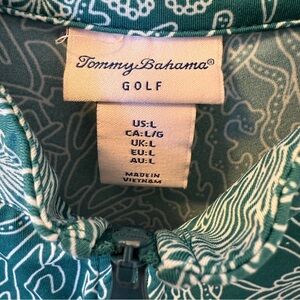 Tommy Bahama®
GOLF
US:L
CA:L/G
UK:L
EU:L
AU:L
MADE IN
VIETNAM